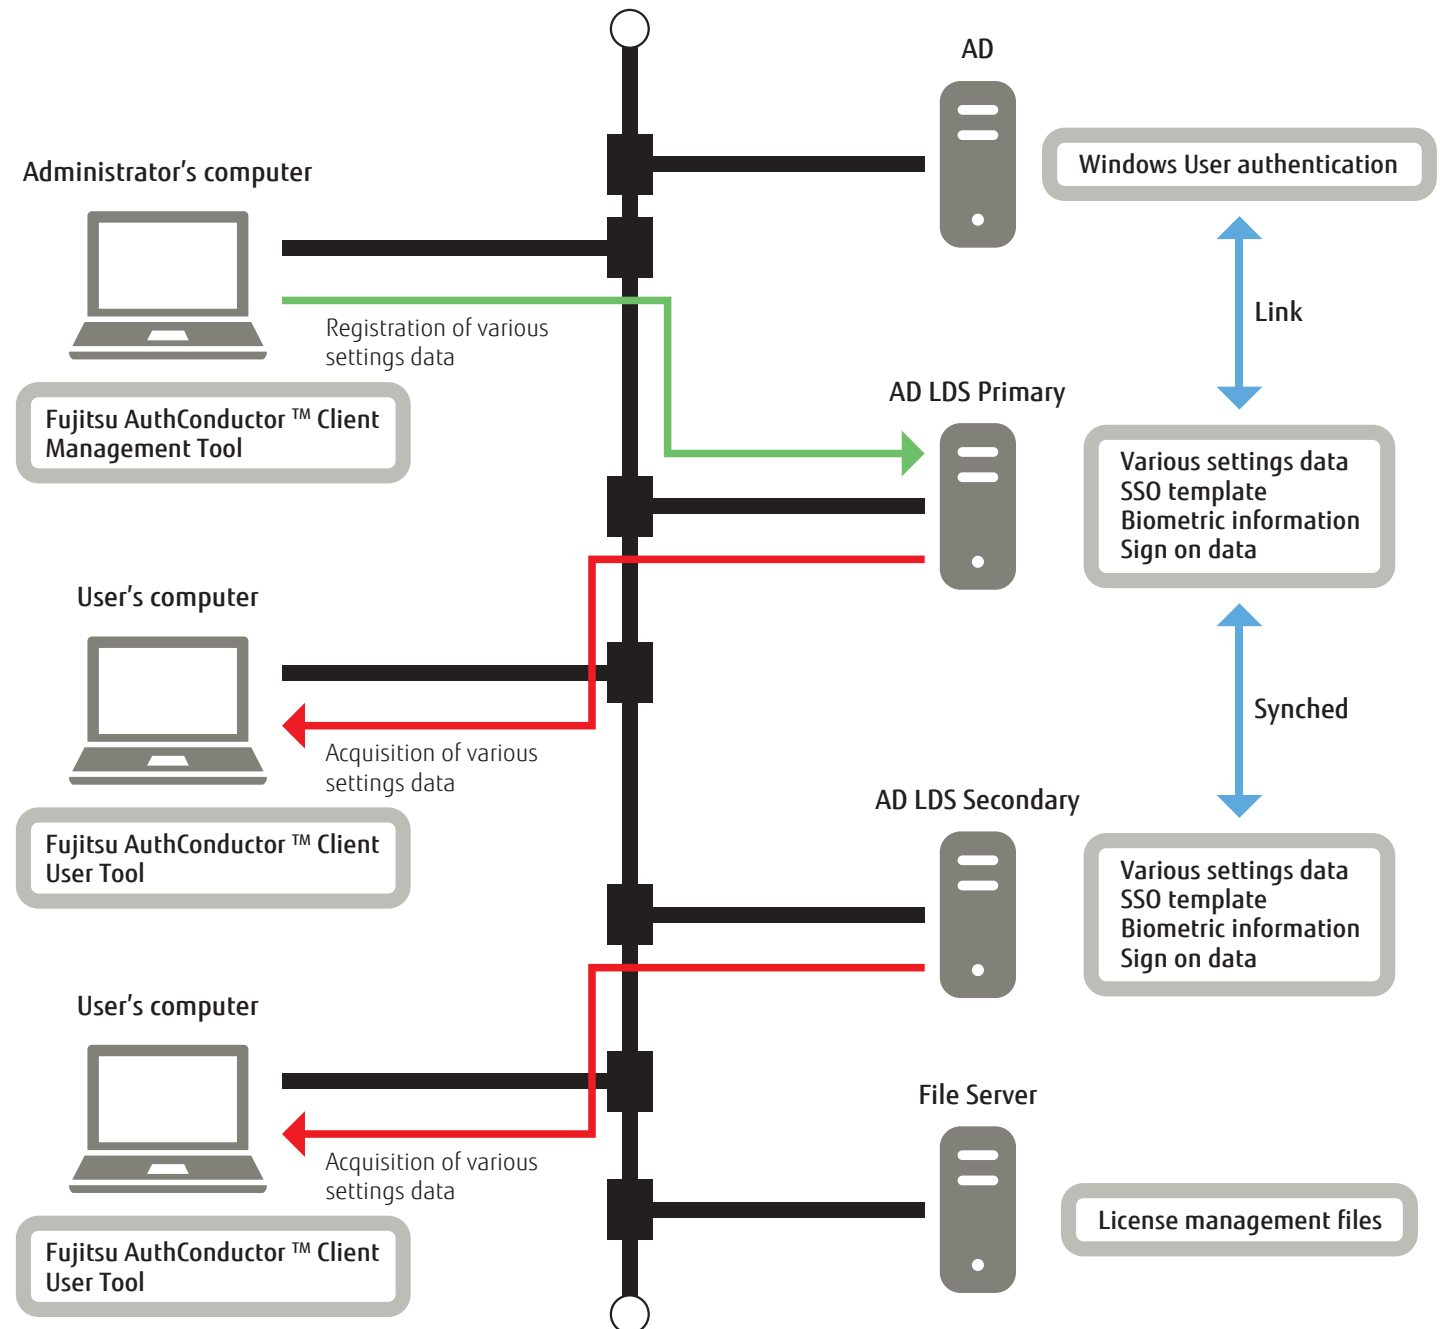 AD
Windows User authentication
Administrator's computer
Link
Registration of various
settings data
AD LDS Primary
Fujitsu AuthConductor ™ Client
Management Tool
Various settings data
SSO template
Biometric information
Sign on data
User's computer
Synched
Acquisition of various
settings data
AD LDS Secondary
Fujitsu AuthConductor ™ Client
User Tool
Various settings data
SSO template
Biometric information
Sign on data
User's computer
File Server
Acquisition of various
settings data
License management files
Fujitsu AuthConductor ™ Client
User Tool